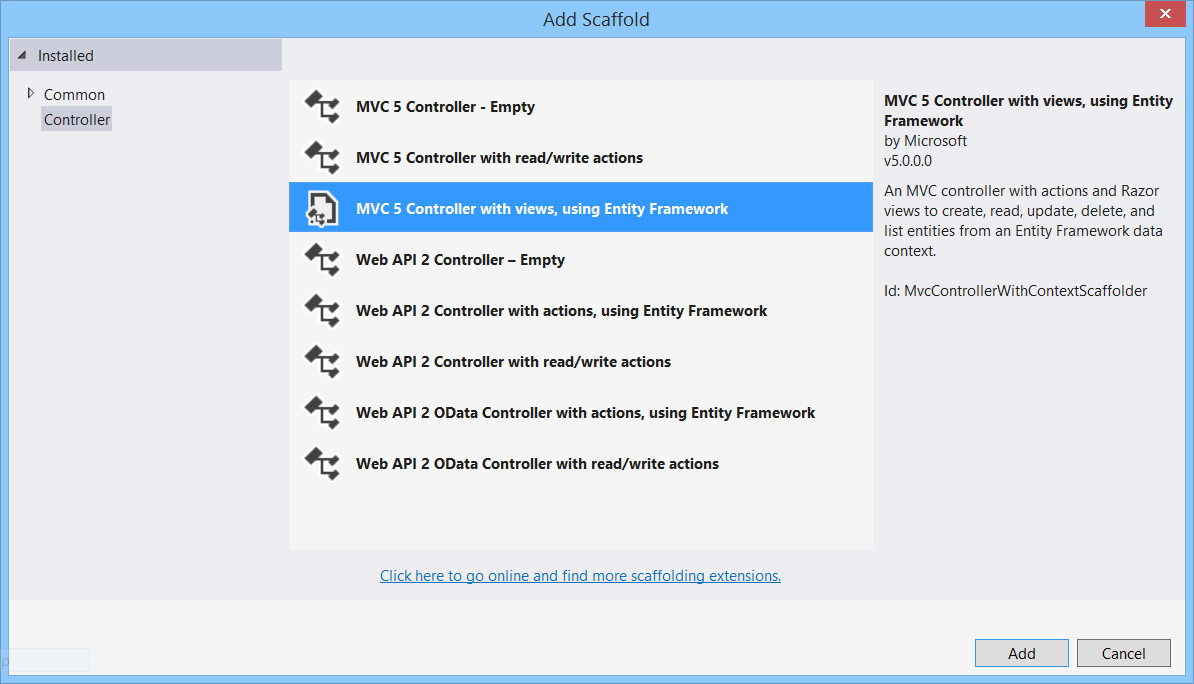 Add Scaffold
Installed
Common
Controller
MVC 5 Controller - Empty
MVC 5 Controller with read/write actions
MVC 5 Controller with views, using Entity Framework
Web API 2 Controller – Empty
Web API 2 Controller with actions, using Entity Framework
Web API 2 Controller with read/write actions
Web API 2 OData Controller with actions, using Entity Framework
Web API 2 OData Controller with read/write actions
Click here to go online and find more scaffolding extensions.
MVC 5 Controller with views, using Entity
Framework
by Microsoft
v5.0.0.0
An MVC controller with actions and Razor
views to create, read, update, delete, and
list entities from an Entity Framework data
context.
Id: MvcControllerWithContextScaffolder
Add
Cancel